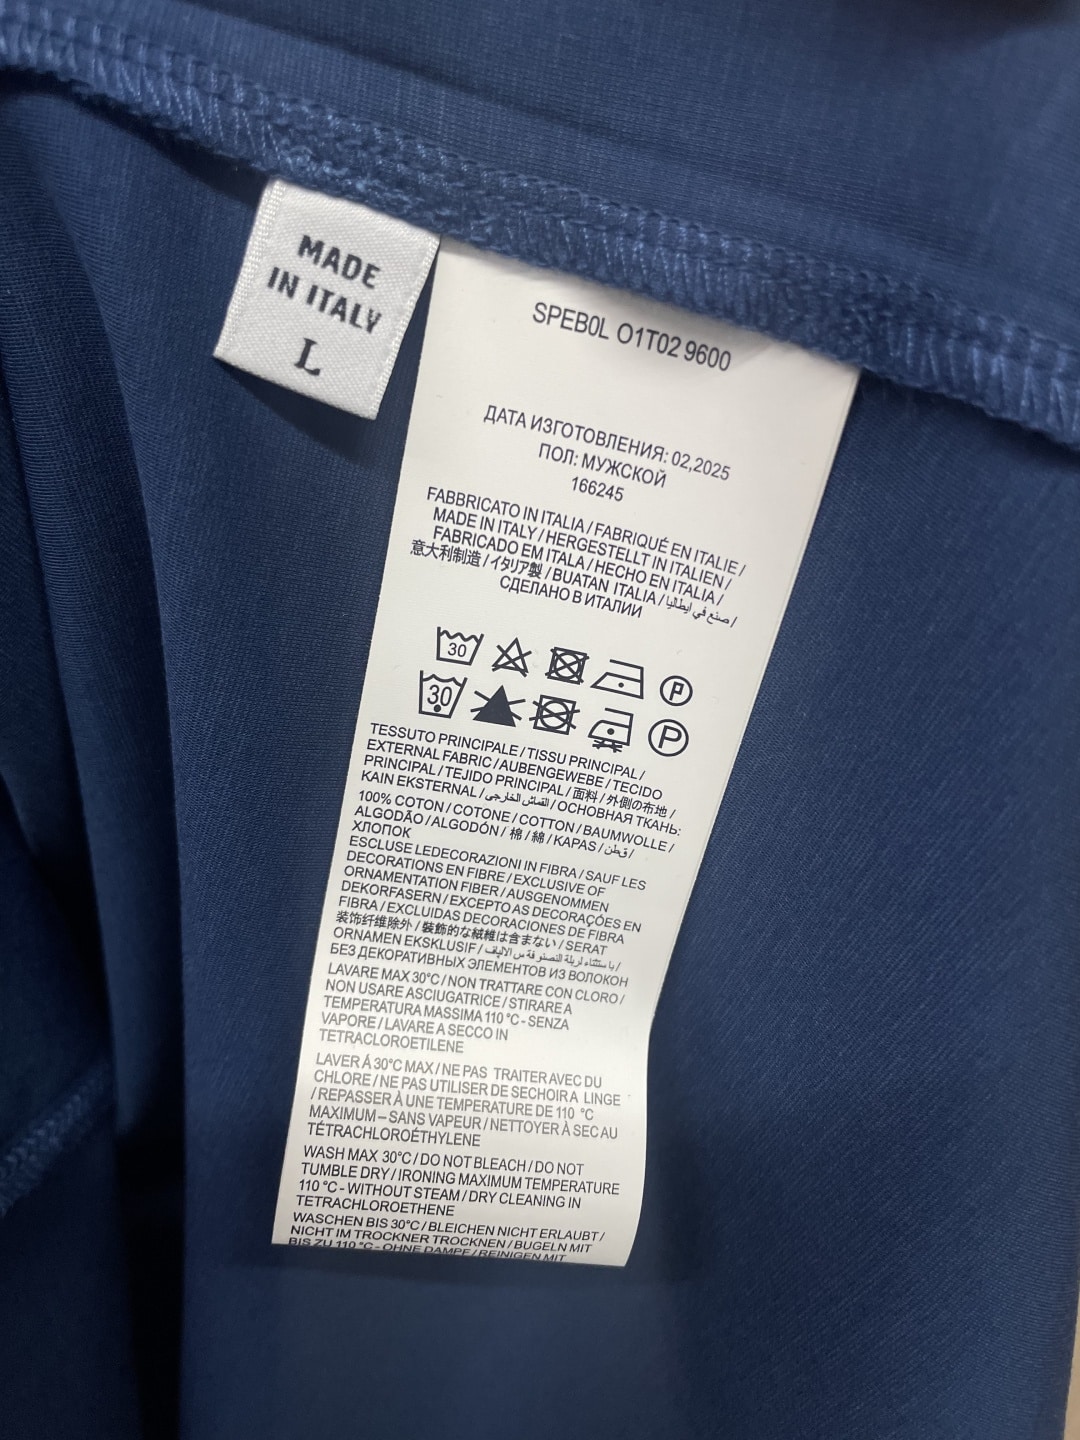 MADE
IN ITALY
L
SPEB0L O1T02 9600
ДАТА ИЗГОТОВЛЕНИЯ: 02,2025
ПОЛ: МУЖСКОЙ
166245
FABBRICATO IN ITALIA / FABRIQUÉ EN ITALIE /
MADE IN ITALY / HERGESTELLT IN ITALIEN /
FABRICADO EM ITALA / HECHO EN ITALIA /
意大利制造 / イタリア製 / BUATAN ITALIA / صنع في ايطاليا /
СДЕЛАНО В ИТАЛИИ
30 P
30 P
TESSUTO PRINCIPALE / TISSU PRINCIPAL /
EXTERNAL FABRIC / AUBENGEWEBE / TECIDO
PRINCIPAL / TEJIDO PRINCIPAL / 面料 / 外側の布地 /
KAIN EKSTERNAL / القماش الخارجي / ОСНОВНАЯ ТКАНЬ:
100% COTON / COTONE / COTTON / BAUMWOLLE /
ALGODÃO / ALGODÓN / 棉 / 綿 / KAPAS / قطن /
ХЛОПОК
ESCLUSE LEDECORAZIONI IN FIBRA / SAUF LES
DECORATIONS EN FIBRE / EXCLUSIVE OF
ORNAMENTATION FIBER / AUSGENOMMEN
DEKORFASERN / EXCEPTO AS DECORAÇÕES EN
FIBRA / EXCLUIDAS DECORACIONES DE FIBRA
装饰纤维除外 / 装飾的な繊維は含まない / SERAT
ORNAMEN EKSKLUSIF /
БЕЗ ДЕКОРАТИВНЫХ ЭЛЕМЕНТОВ ИЗ ВОЛОКОН
LAVARE MAX 30°C / NON TRATTARE CON CLORO /
NON USARE ASCIUGATRICE / STIRARE A
TEMPERATURA MASSIMA 110 °C - SENZA
VAPORE / LAVARE A SECCO IN
TETRACLOROETILENE
LAVER Á 30°C MAX / NE PAS TRAITER AVEC DU
CHLORE / NE PAS UTILISER DE SECHOIR A LINGE
/ REPASSER À UNE TEMPERATURE DE 110 °C
MAXIMUM – SANS VAPEUR / NETTOYER À SEC AU
TÉTRACHLOROÉTHYLENE
WASH MAX 30°C / DO NOT BLEACH / DO NOT
TUMBLE DRY / IRONING MAXIMUM TEMPERATURE
110 °C - WITHOUT STEAM / DRY CLEANING IN
TETRACHLOROETHENE
WASCHEN BIS 30°C / BLEICHEN NICHT ERLAUBT /
NICHT IM TROCKNER TROCKNEN / BUGELN MIT
BIS ZU 110 °C - OHNE DAMPF / REINIGEN MIT